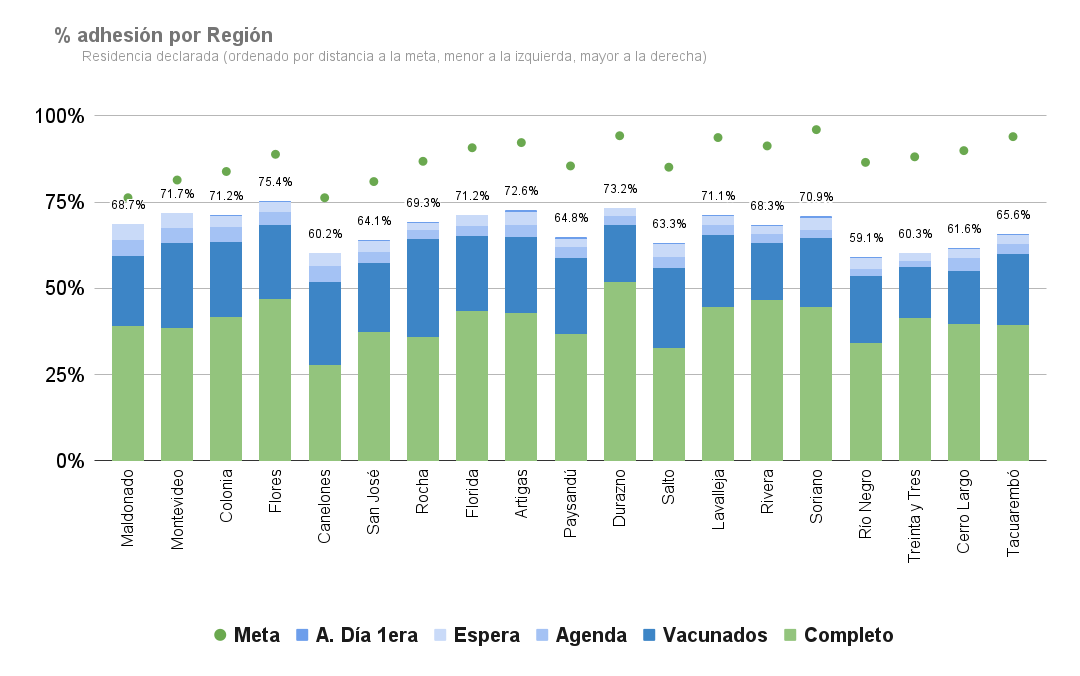 % adhesión por Región
Residencia declarada (ordenado por distancia a la meta, menor a la izquierda, mayor a la derecha)
100%
75%
50%
25%
0%
68.7%
71.7%
71.2%
75.4%
60.2%
64.1%
69.3%
71.2%
72.6%
64.8%
73.2%
63.3%
71.1%
68.3%
70.9%
59.1%
60.3%
61.6%
65.6%
Maldonado
Montevideo
Colonia
Flores
Canelones
San José
Rocha
Florida
Artigas
Paysandú
Durazno
Salto
Lavalleja
Rivera
Soriano
Río Negro
Treinta y Tres
Cerro Largo
Tacuarembó
Meta A. Día 1era Espera Agenda Vacunados Completo